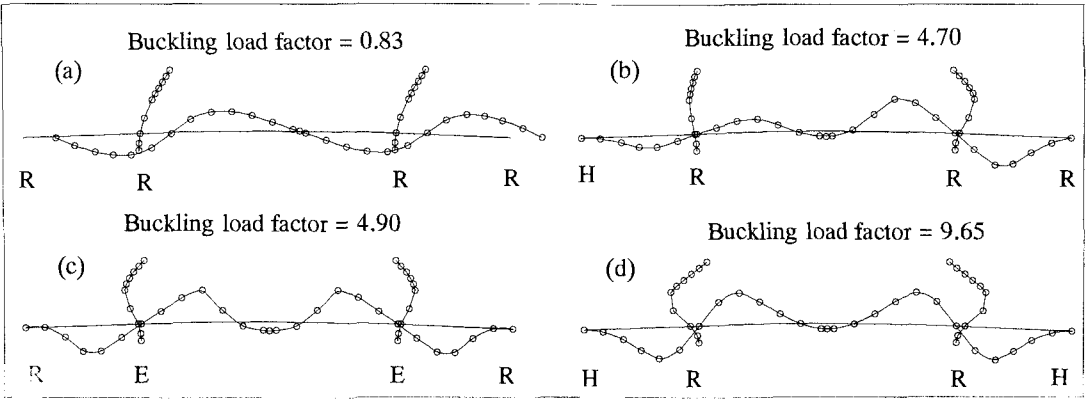 Buckling load factor = 0.83
(a)
R R R R
Buckling load factor = 4.70
(b)
H R R R
Buckling load factor = 4.90
(c)
R E E R
Buckling load factor = 9.65
(d)
H R R H